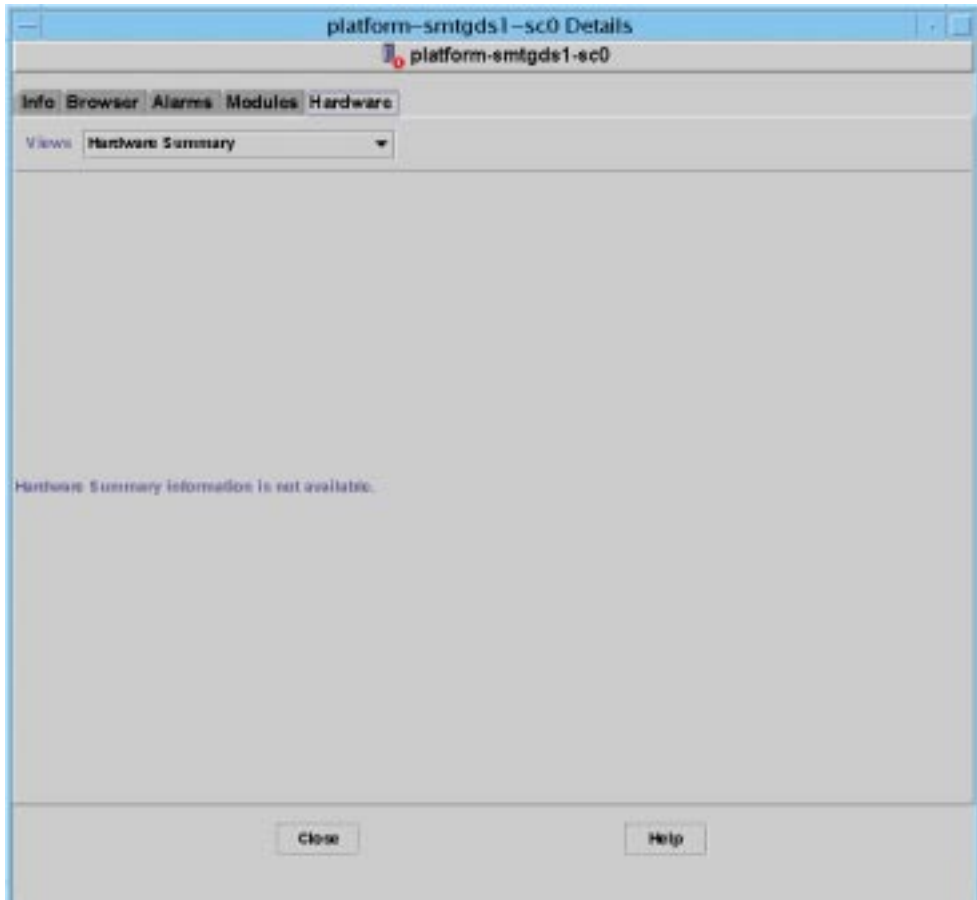 platform-smtgds1-sc0 Details
platform-smtgds1-sc0
Info Browser Alarms Modules Hardware
Views Hardware Summary
Hardware Summary information is not available.
Close Help